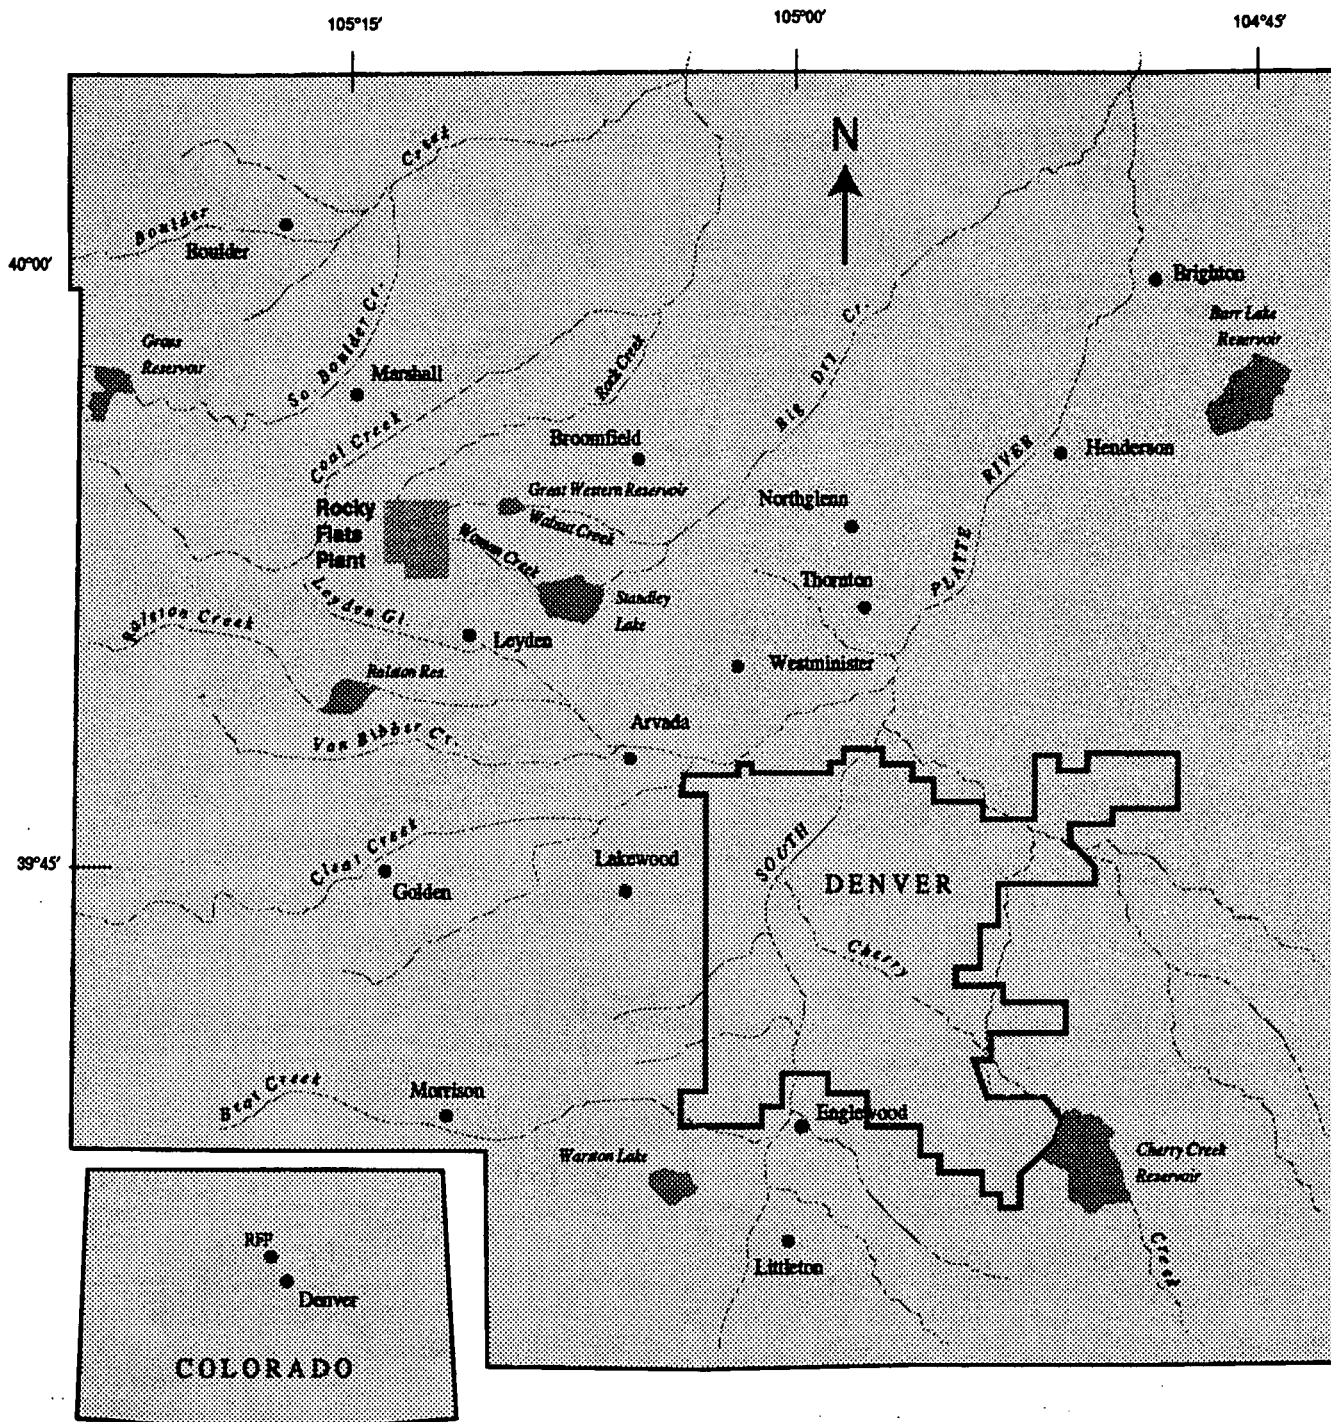 105°15′
105°00′
104°45′
N
Creek
Boulder
Boulder
40°00′
Brighton
Barr Lake
Reservoir
Gross
Reservoir
So. Boulder Cr.
Marshall
Rock Creek
Big Dry Cr.
Coal Creek
Broomfield
RIVER
Henderson
Great Western Reservoir
Northglenn
Rocky
Flats
Plant
Walnut Creek
Woman Creek
PLATTE
Thornton
Standley
Lake
Leyden Gl.
Ralston Creek
Leyden
Westminister
Ralston Res.
Arvada
Van Bibber Cr.
SOUTH
Clear Creek
39°45′
Lakewood
Golden
DENVER
Cherry
Bear Creek
Morrison
Englewood
Warston Lake
Cherry Creek
Reservoir
Creek
Littleton
RFP
Denver
COLORADO